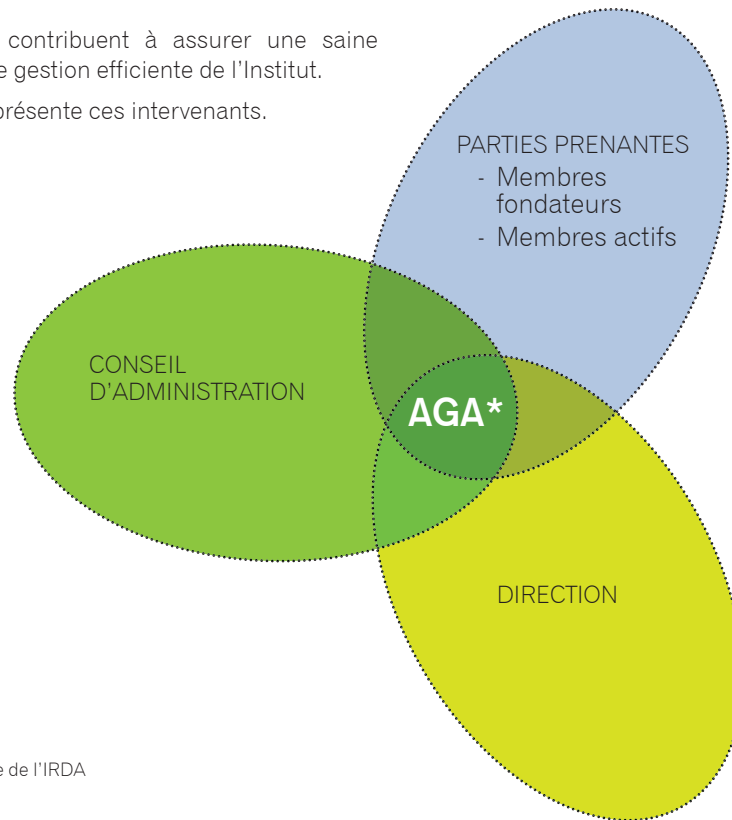 contribuent à assurer une saine
e gestion efficiente de l'Institut.
présente ces intervenants.
PARTIES PRENANTES
- Membres
fondateurs
- Membres actifs
CONSEIL
D'ADMINISTRATION
AGA*
DIRECTION
e de l'IRDA